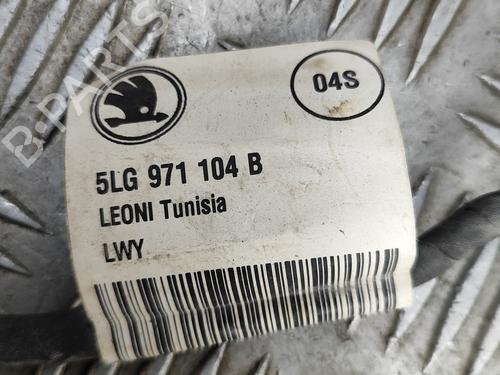 B-PARTS
04S
5LG 971 104 B
LEONI Tunisia
LWY